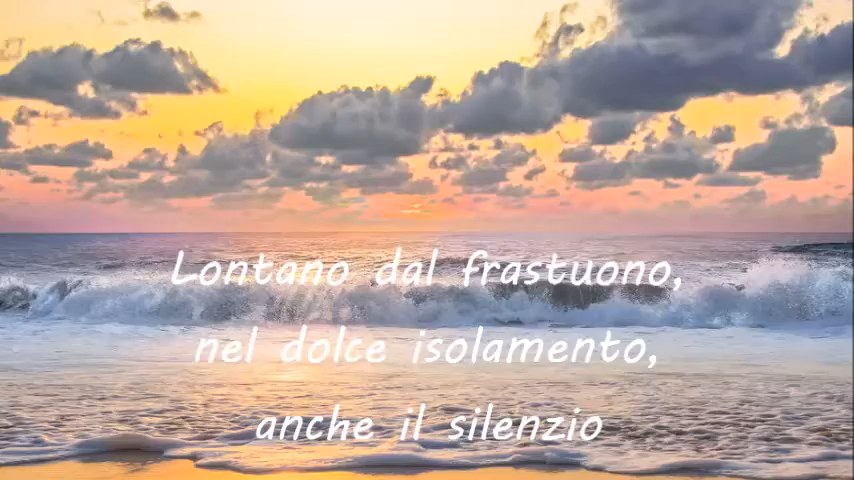 Lontano dal frastuono,
nel dolce isolamento,
anche il silenzio